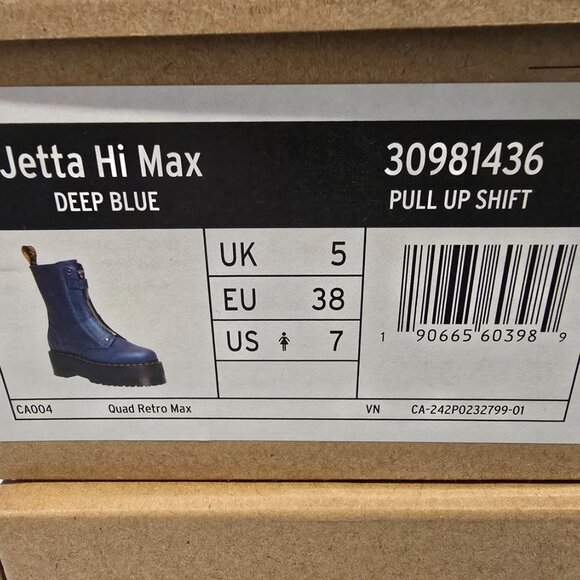 Jetta Hi Max
DEEP BLUE
30981436
PULL UP SHIFT
UK 5
EU 38
US 7
1 90665 60398 9
CA004 Quad Retro Max VN CA-242P0232799-01